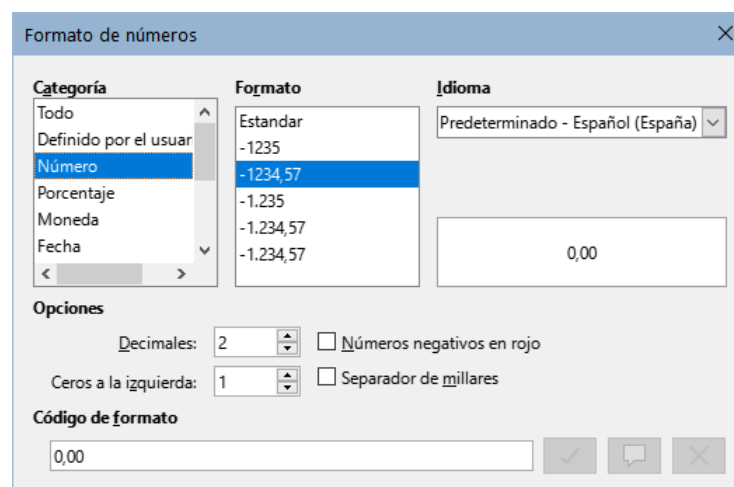 Formato de números
Categoría
Todo
Definido por el usuar
Número
Porcentaje
Moneda
Fecha
Formato
Estandar
-1235
-1234,57
-1.235
-1.234,57
-1.234,57
Idioma
Predeterminado - Español (España)
0,00
Opciones
Decimales: 2
Números negativos en rojo
Ceros a la izquierda: 1
Separador de millares
Código de formato
0,00